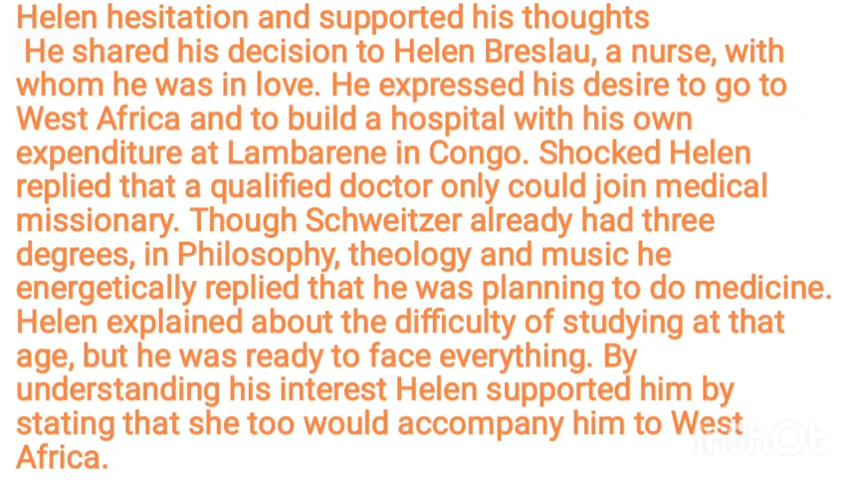 Helen hesitation and supported his thoughts
He shared his decision to Helen Breslau, a nurse, with
whom he was in love. He expressed his desire to go to
West Africa and to build a hospital with his own
expenditure at Lambarene in Congo. Shocked Helen
replied that a qualified doctor only could join medical
missionary. Though Schweitzer already had three
degrees, in Philosophy, theology and music he
energetically replied that he was planning to do medicine.
Helen explained about the difficulty of studying at that
age, but he was ready to face everything. By
understanding his interest Helen supported him by
stating that she too would accompany him to West
Africa.
InShOt